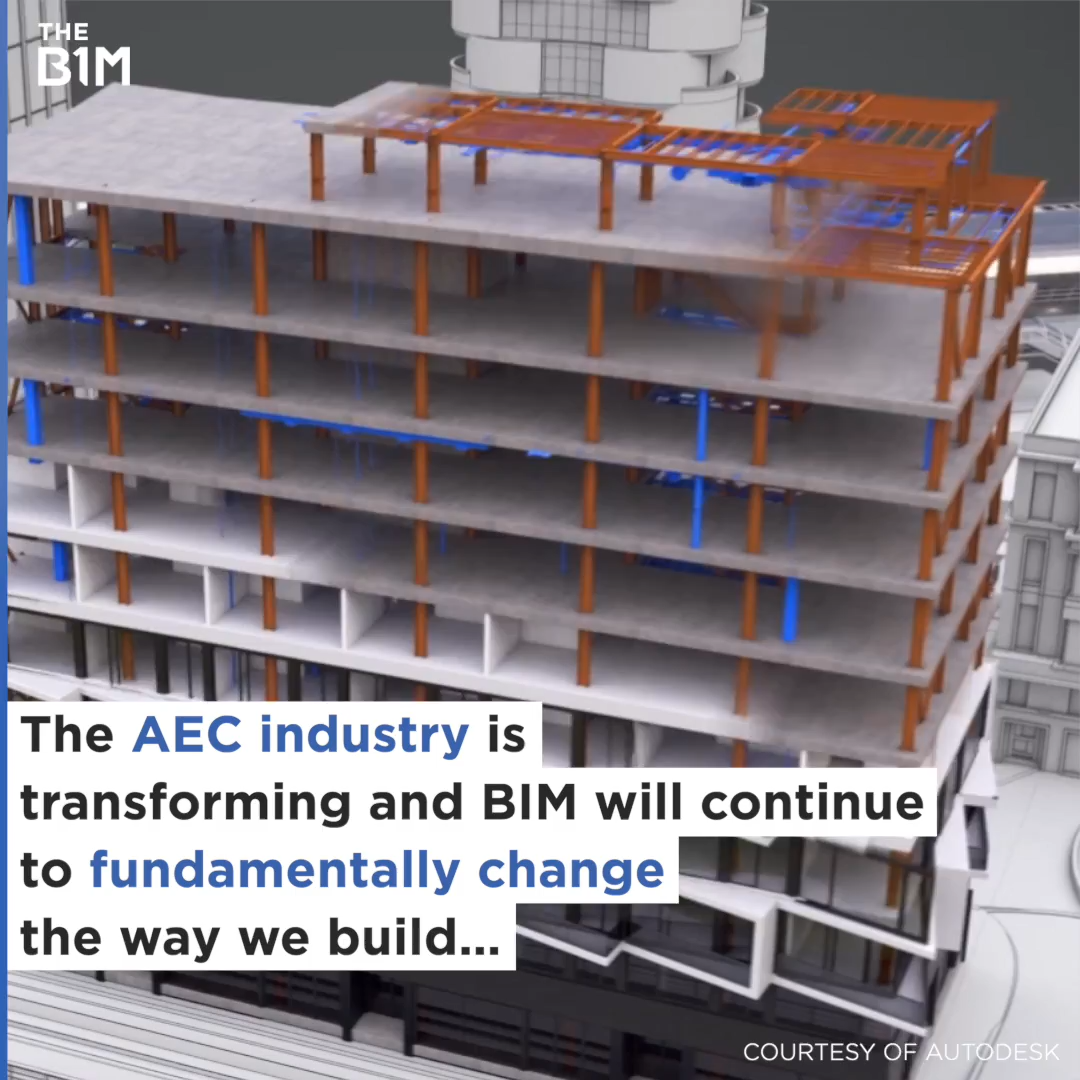 THE
B1M
The AEC industry is
transforming and BIM will continue
to fundamentally change
the way we build...
COURTESY OF AUTODESK